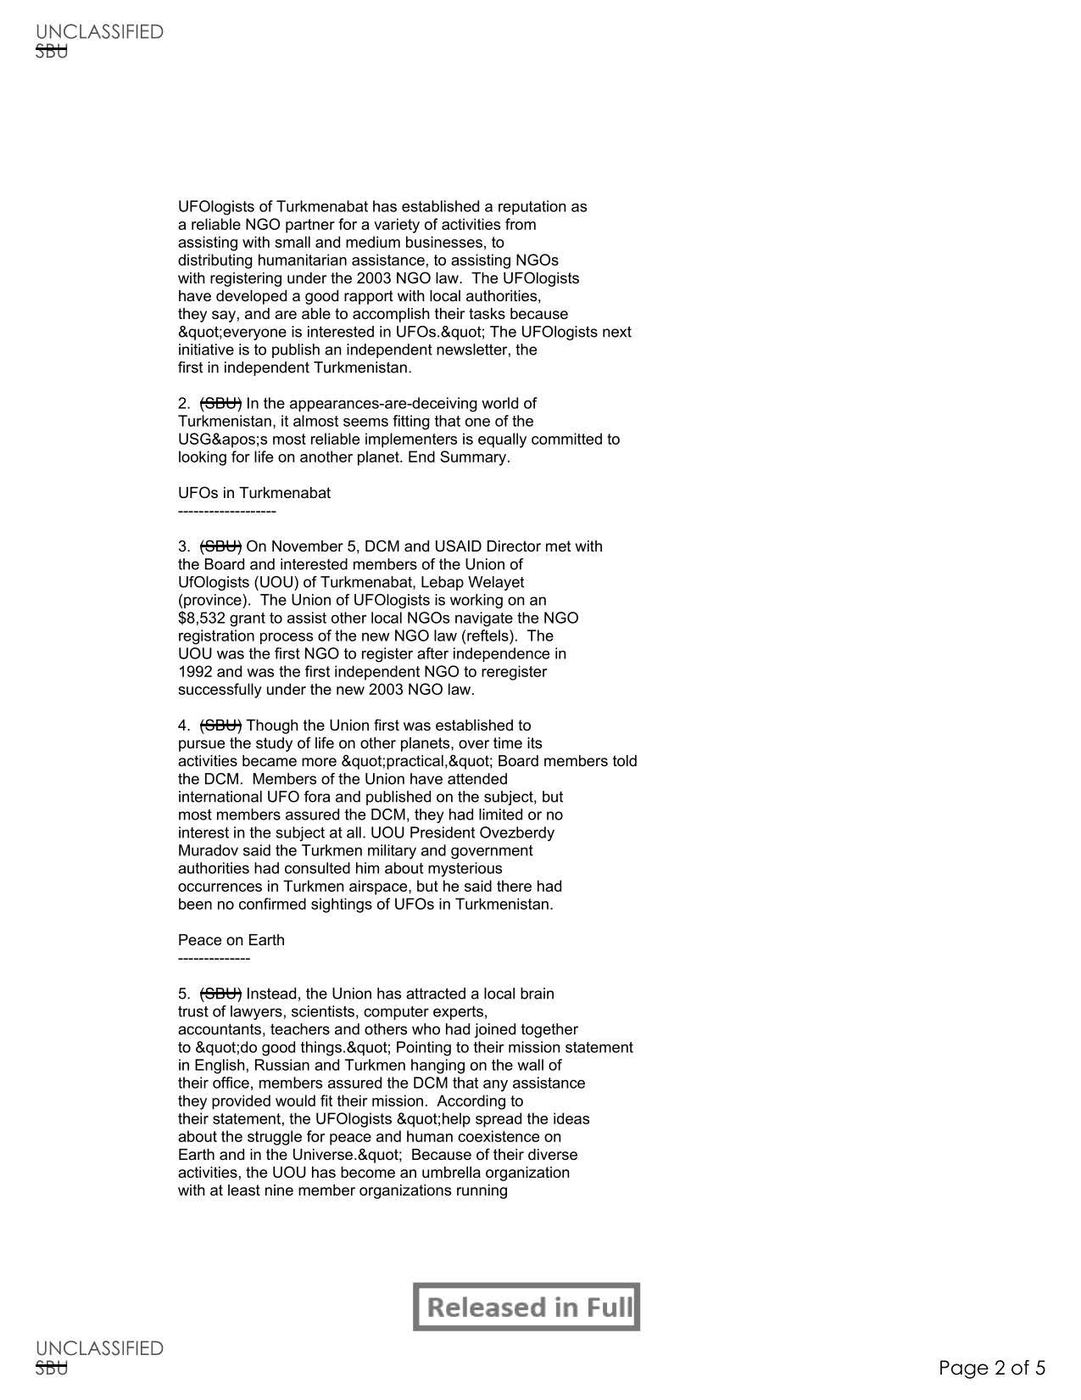 UNCLASSIFIED
SBU
UFOlogists of Turkmenabat has established a reputation as
a reliable NGO partner for a variety of activities from
assisting with small and medium businesses, to
distributing humanitarian assistance, to assisting NGOs
with registering under the 2003 NGO law.  The UFOlogists
have developed a good rapport with local authorities,
they say, and are able to accomplish their tasks because
&quot;everyone is interested in UFOs.&quot; The UFOlogists next
initiative is to publish an independent newsletter, the
first in independent Turkmenistan.
2.  (SBU) In the appearances-are-deceiving world of
Turkmenistan, it almost seems fitting that one of the
USG&apos;s most reliable implementers is equally committed to
looking for life on another planet. End Summary.
UFOs in Turkmenabat
-------------------
3.  (SBU) On November 5, DCM and USAID Director met with
the Board and interested members of the Union of
UfOlogists (UOU) of Turkmenabat, Lebap Welayet
(province).  The Union of UFOlogists is working on an
$8,532 grant to assist other local NGOs navigate the NGO
registration process of the new NGO law (reftels).  The
UOU was the first NGO to register after independence in
1992 and was the first independent NGO to reregister
successfully under the new 2003 NGO law.
4.  (SBU) Though the Union first was established to
pursue the study of life on other planets, over time its
activities became more &quot;practical,&quot; Board members told
the DCM.  Members of the Union have attended
international UFO fora and published on the subject, but
most members assured the DCM, they had limited or no
interest in the subject at all. UOU President Ovezberdy
Muradov said the Turkmen military and government
authorities had consulted him about mysterious
occurrences in Turkmen airspace, but he said there had
been no confirmed sightings of UFOs in Turkmenistan.
Peace on Earth
--------------
5.  (SBU) Instead, the Union has attracted a local brain
trust of lawyers, scientists, computer experts,
accountants, teachers and others who had joined together
to &quot;do good things.&quot; Pointing to their mission statement
in English, Russian and Turkmen hanging on the wall of
their office, members assured the DCM that any assistance
they provided would fit their mission.  According to
their statement, the UFOlogists &quot;help spread the ideas
about the struggle for peace and human coexistence on
Earth and in the Universe.&quot;  Because of their diverse
activities, the UOU has become an umbrella organization
with at least nine member organizations running
Released in Full
UNCLASSIFIED
SBU
Page 2 of 5